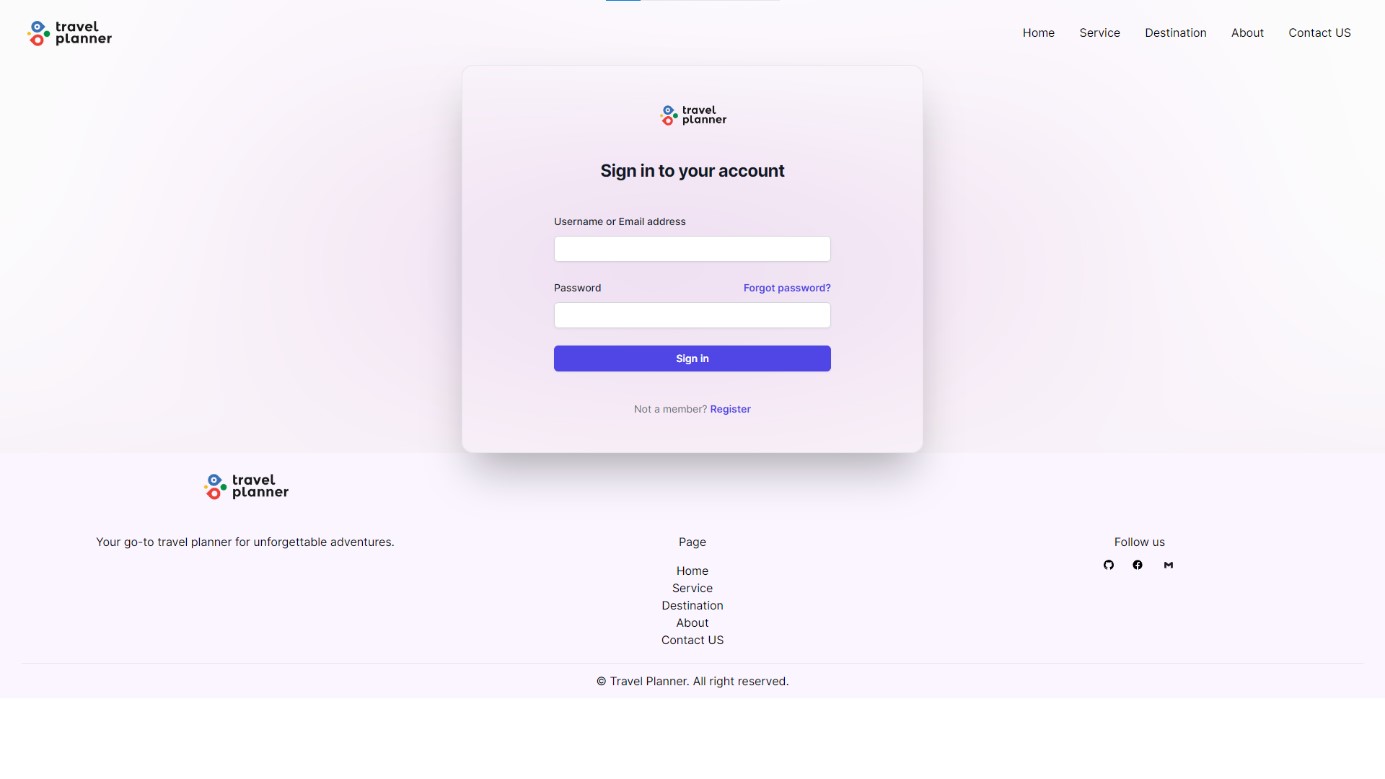 travel
planner
Home Service Destination About Contact US
travel
planner
Sign in to your account
Username or Email address
Password Forgot password?
Sign in
Not a member? Register
travel
planner
Your go-to travel planner for unforgettable adventures.
Page
Home
Service
Destination
About
Contact US
Follow us
© Travel Planner. All right reserved.